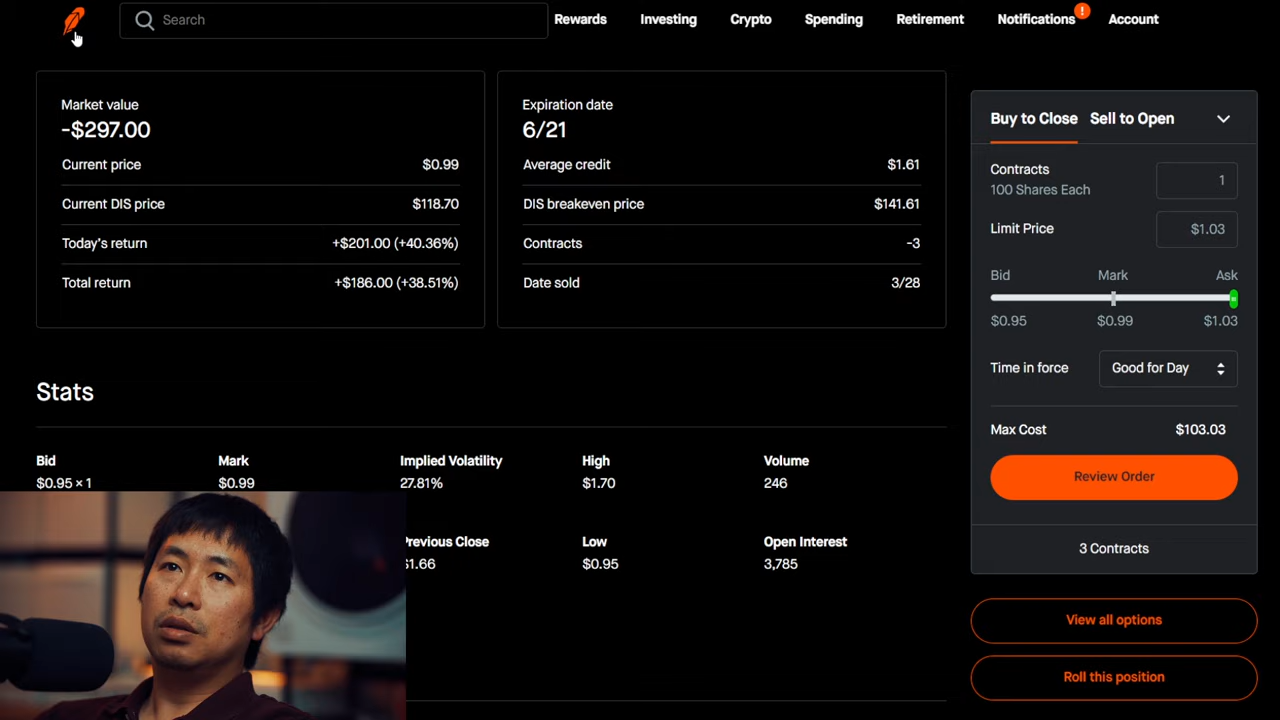 Search
Rewards
Investing
Crypto
Spending
Retirement
Notifications
!
Account
Market value
-$297.00
Current price $0.99
Current DIS price $118.70
Today's return +$201.00 (+40.36%)
Total return +$186.00 (+38.51%)
Expiration date
6/21
Average credit $1.61
DIS breakeven price $141.61
Contracts -3
Date sold 3/28
Buy to Close Sell to Open
Contracts 1
100 Shares Each
Limit Price $1.03
Bid Mark Ask
$0.95 $0.99 $1.03
Time in force Good for Day
Max Cost $103.03
Review Order
3 Contracts
View all options
Roll this position
Stats
Bid Mark Implied Volatility High Volume
$0.95 × 1 $0.99 27.81% $1.70 246
Previous Close Low Open Interest
$1.66 $0.95 3,785